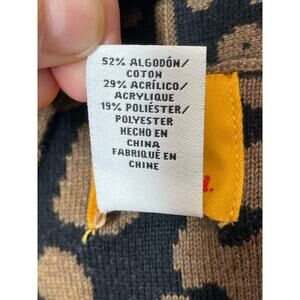 52% ALGODÓN/
COTON
29% ACRÍLICO/
ACRYLIQUE
19% POLIÉSTER/
POLYESTER
HECHO EN
CHINA
FABRIQUÉ EN
CHINE